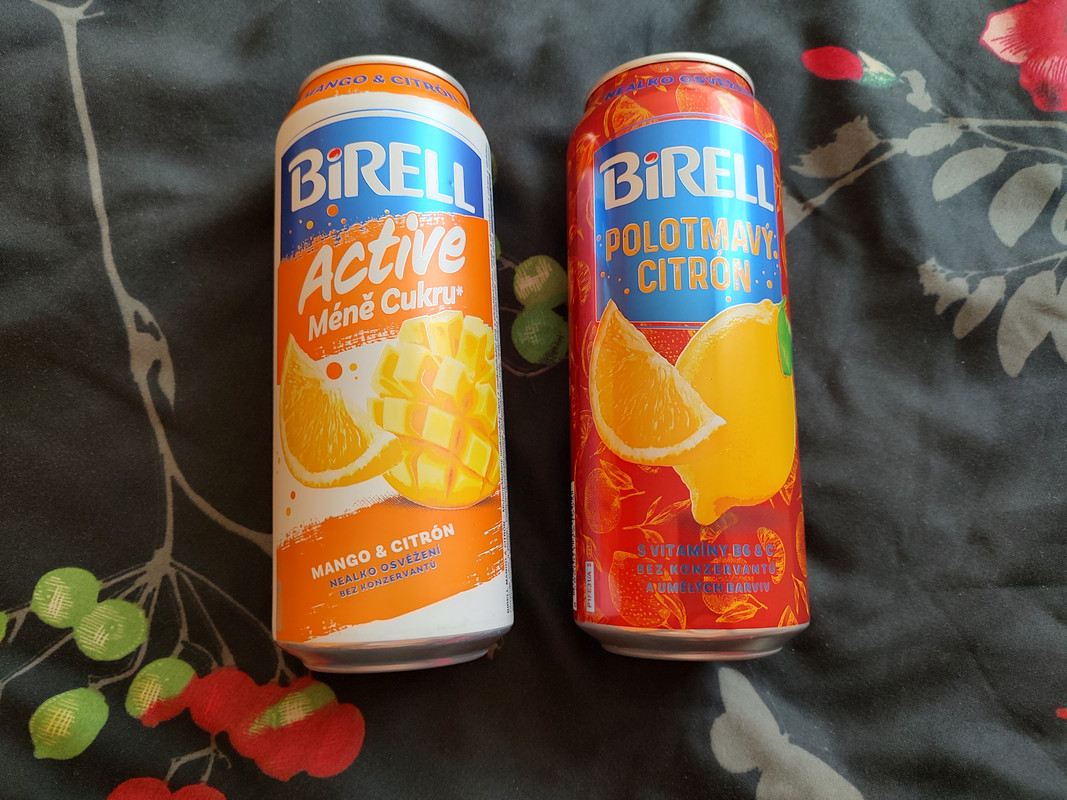 MANGO & CITRÓN
BiRELL
Active
Méně Cukru*
MANGO & CITRÓN
NEALKO OSVĚŽENÍ
BEZ KONZERVANTŮ
NEALKO
BiRELL
POLOTMAVÝ
CITRÓN
S VITAMÍNY B6 & C
BEZ KONZERVANTŮ
A UMĚLÝCH BARVIV